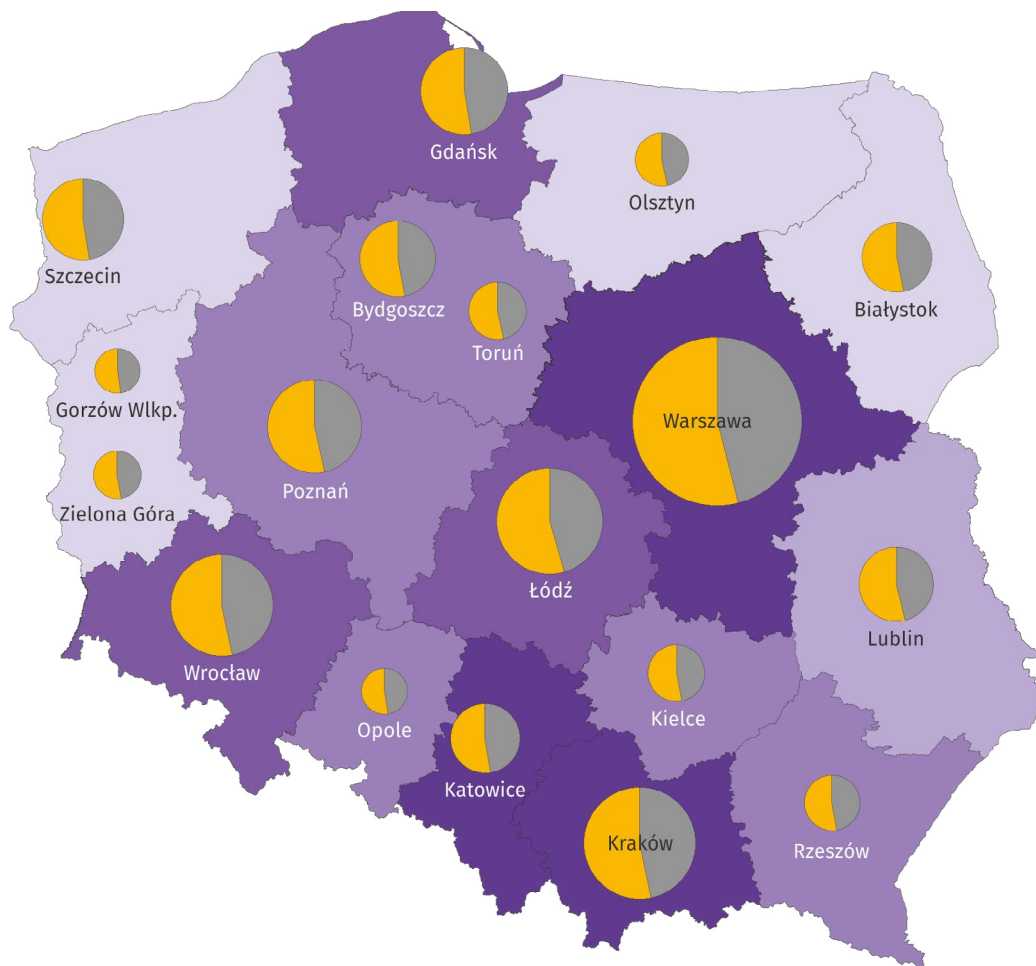 Gdańsk
Olsztyn
Szczecin
Bydgoszcz
Białystok
Toruń
Gorzów Wlkp.
Warszawa
Poznań
Zielona Góra
Łódź
Lublin
Wrocław
Kielce
Opole
Katowice
Kraków
Rzeszów